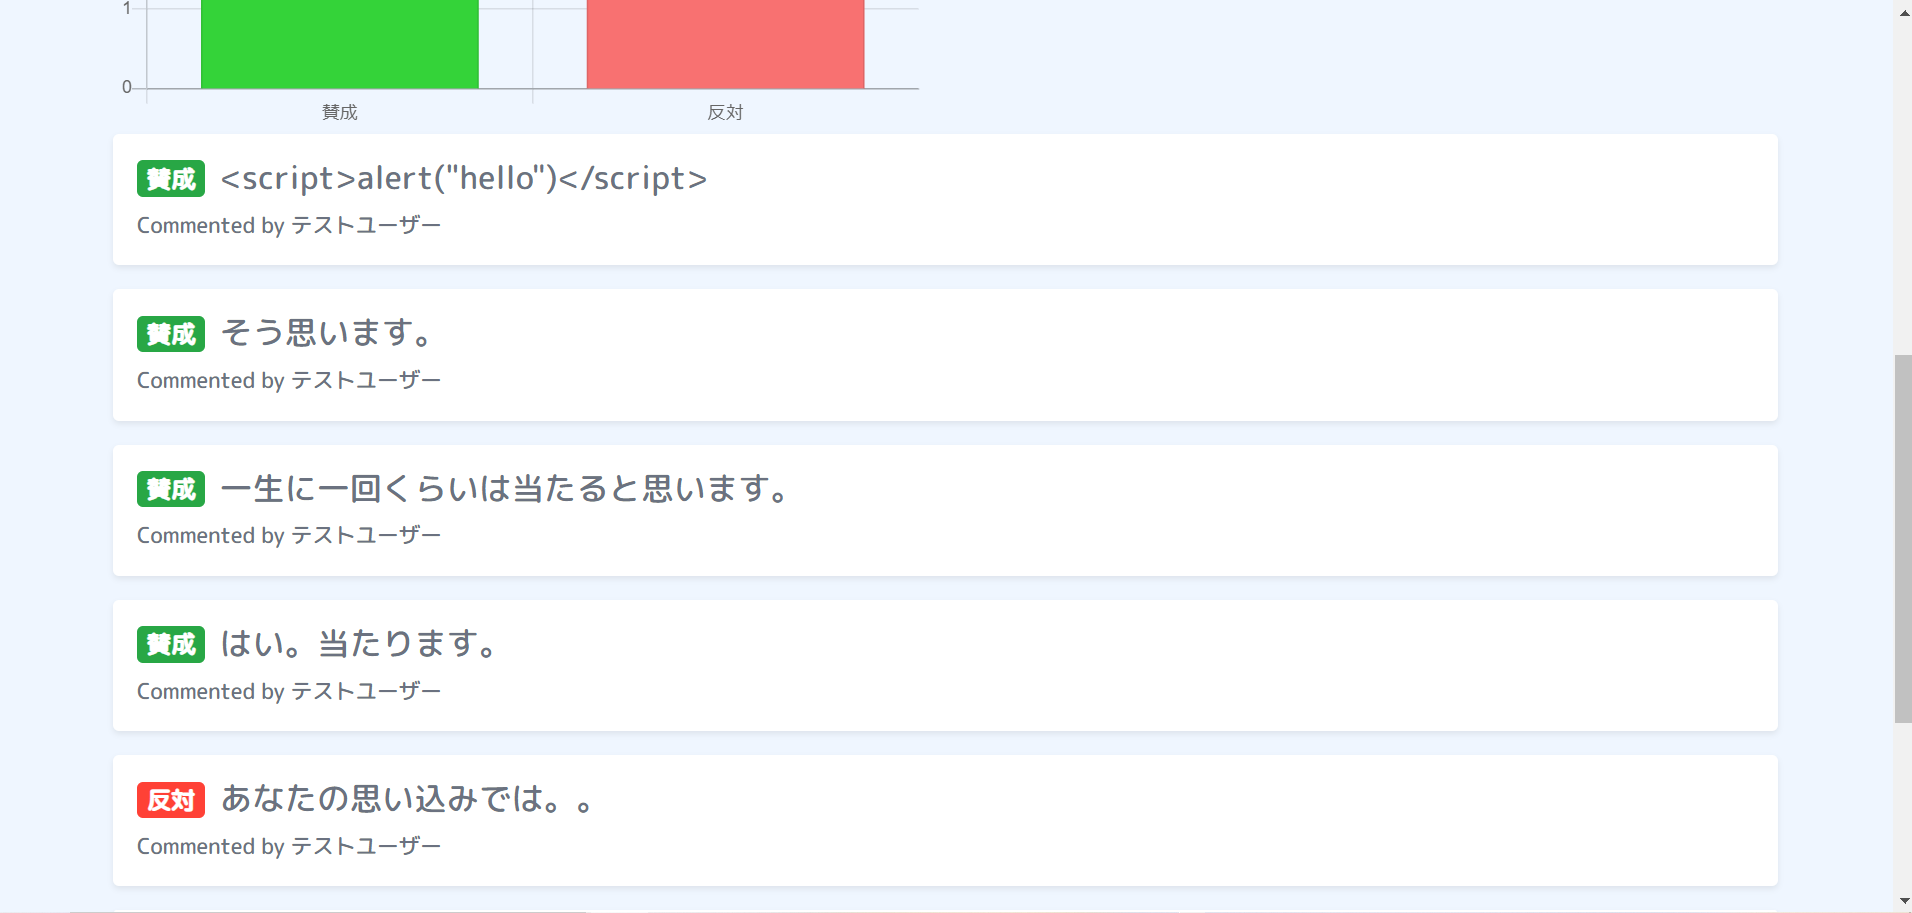 1
0
賛成 反対
賛成 <script>alert("hello")</script>
Commented by テストユーザー
賛成 そう思います。
Commented by テストユーザー
賛成 一生に一回くらいは当たると思います。
Commented by テストユーザー
賛成 はい。当たります。
Commented by テストユーザー
反対 あなたの思い込みでは。。
Commented by テストユーザー